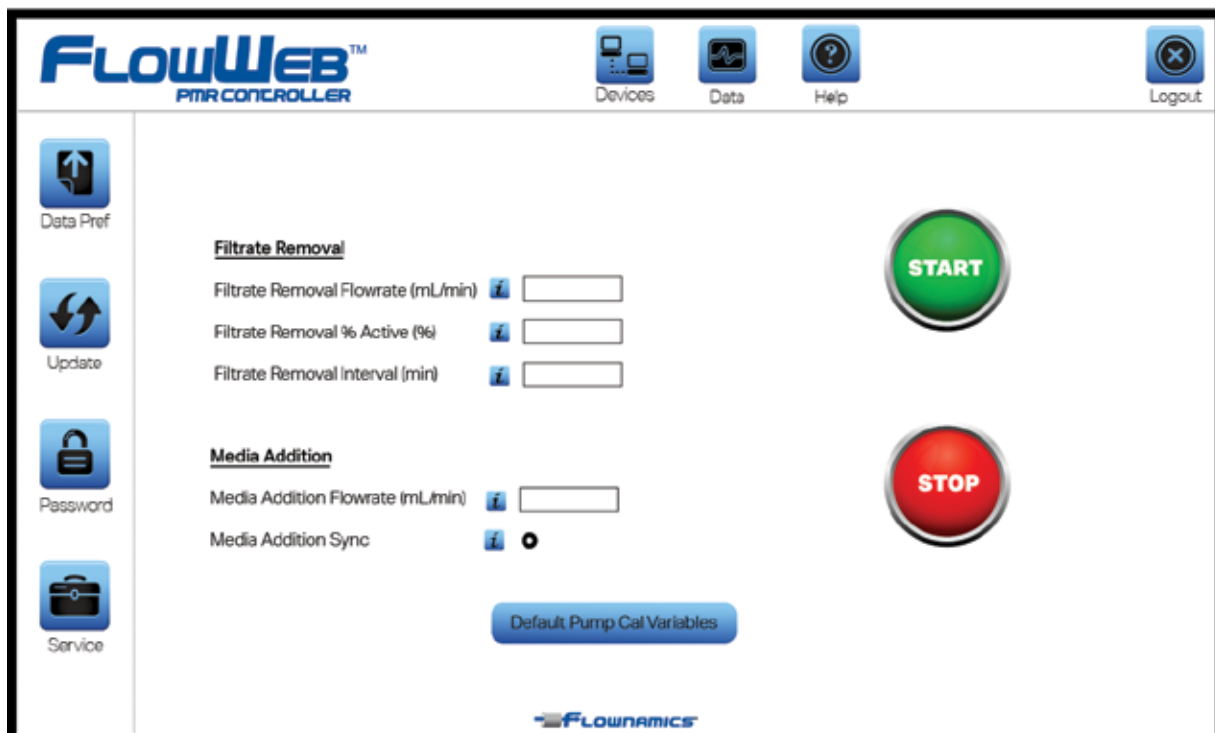 FLOWWEB™
PMR CONTROLLER
Devices
Data
Help
Logout
Data Pref
Update
Password
Service
Filtrate Removal
Filtrate Removal Flowrate (mL/min) i
Filtrate Removal % Active (%) i
Filtrate Removal Interval (min) i
Media Addition
Media Addition Flowrate (mL/min) i
Media Addition Sync i
START
STOP
Default Pump Cal Variables
FLOWNAMICS